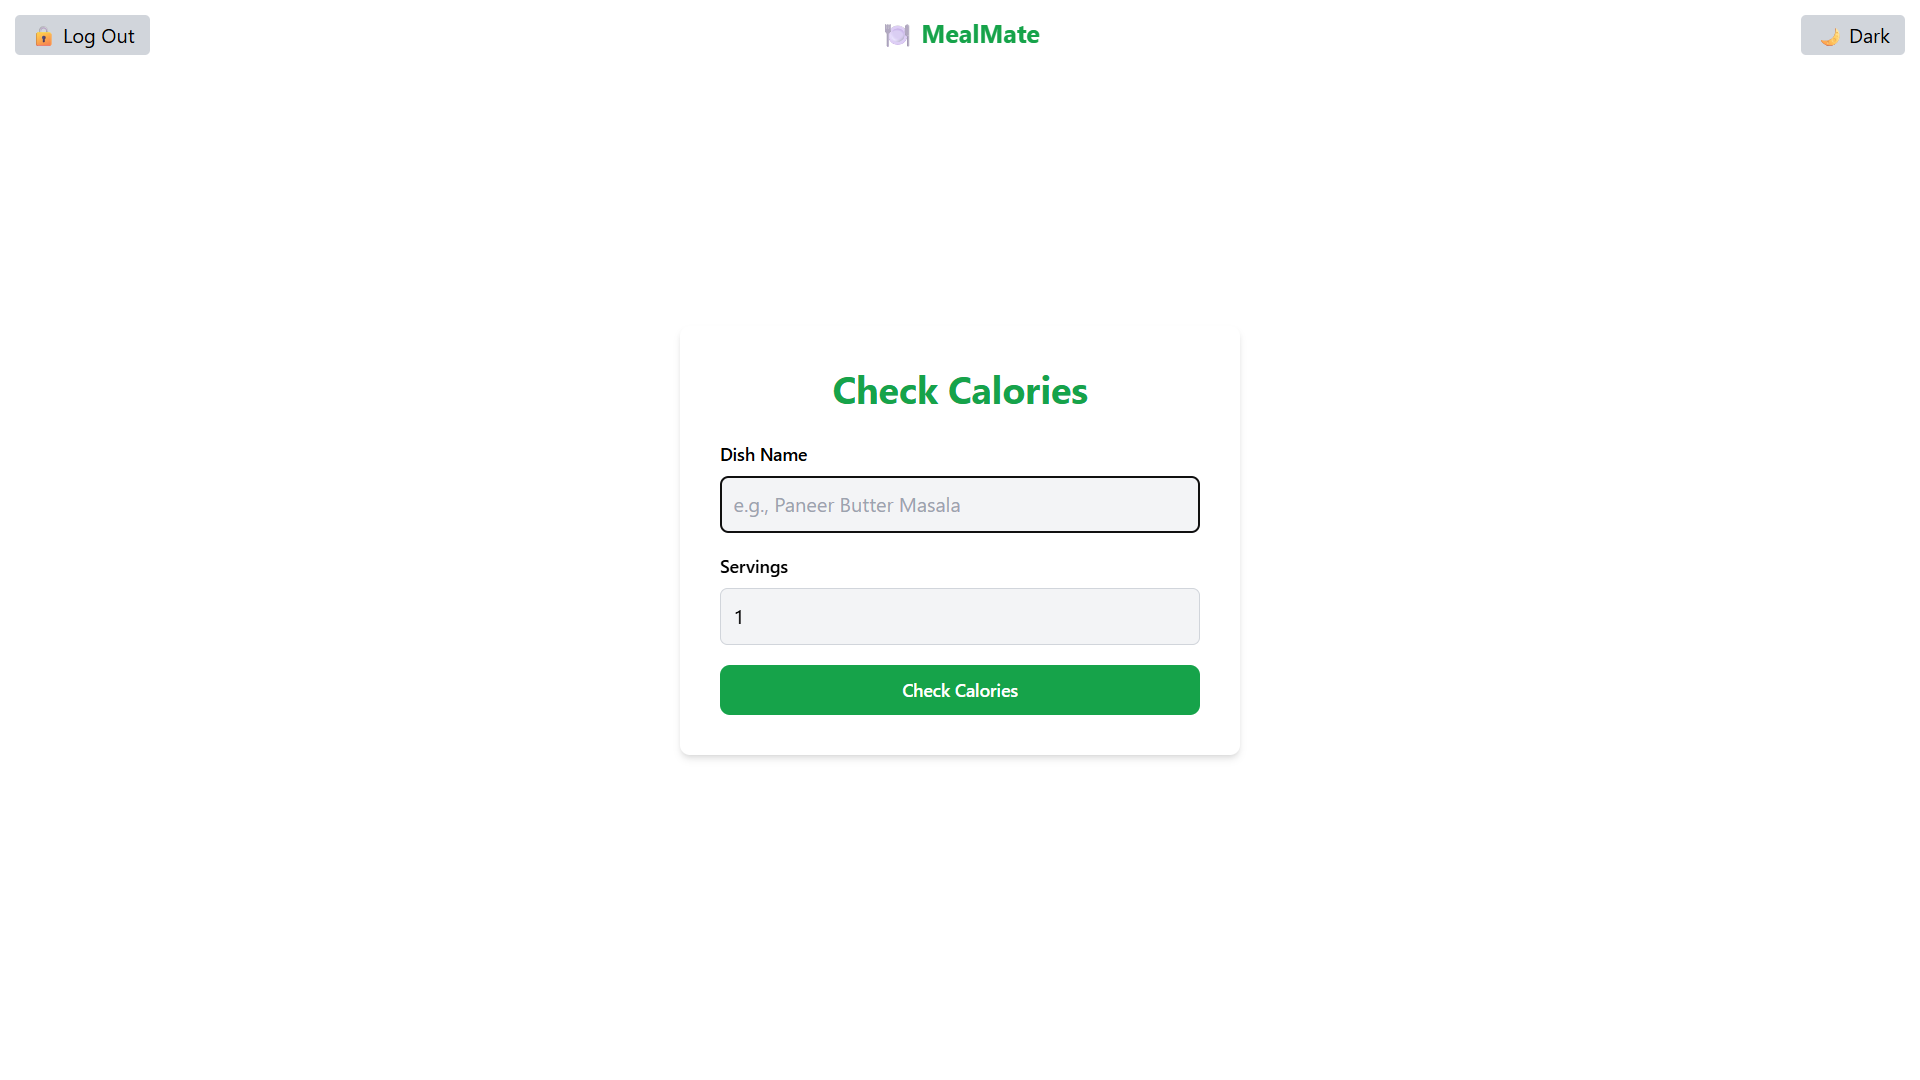 Log Out
MealMate
Dark
Check Calories
Dish Name
e.g., Paneer Butter Masala
Servings
1
Check Calories